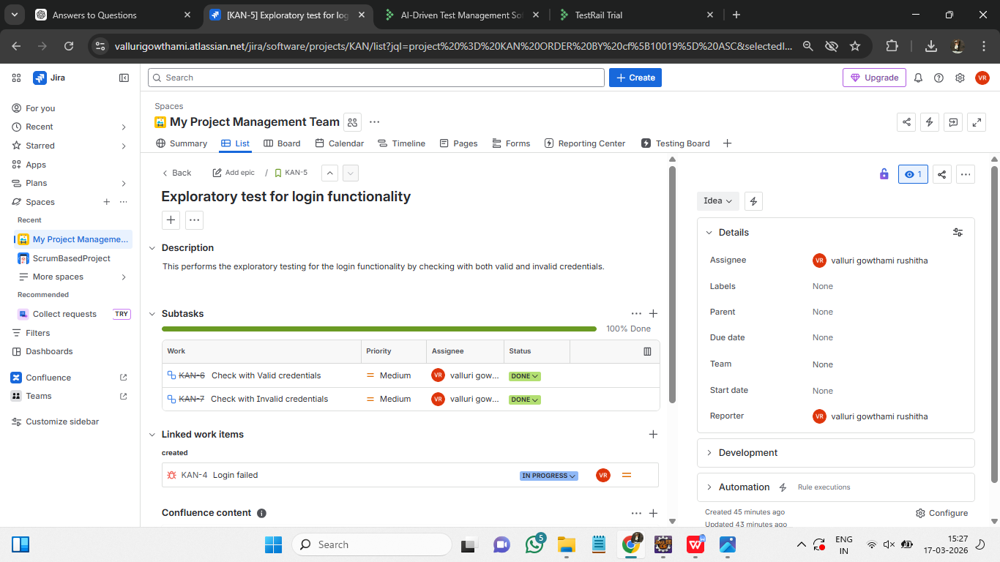 Answers to Questions
[KAN-5] Exploratory test for log
AI-Driven Test Management So
TestRail Trial
vallurigowthami.atlassian.net/jira/software/projects/KAN/list?jql=project%20%3D%20KAN%20ORDER%20BY%20cf%5B10019%5D%20ASC&selectedI...
Jira
Search
Create
Upgrade
VR
For you
Recent
Starred
Apps
Plans
Spaces
Recent
My Project Manageme...
ScrumBasedProject
More spaces
Recommended
Collect requests
TRY
Filters
Dashboards
Confluence
Teams
Customize sidebar
Spaces
My Project Management Team
Summary
List
Board
Calendar
Timeline
Pages
Forms
Reporting Center
Testing Board
Back
Add epic
/
KAN-5
1
Exploratory test for login functionality
Description
This performs the exploratory testing for the login functionality by checking with both valid and invalid credentials.
Subtasks
100% Done
Work Priority Assignee Status
KAN-6 Check with Valid credentials Medium VR valluri gow... DONE
KAN-7 Check with Invalid credentials Medium VR valluri gow... DONE
Linked work items
created
KAN-4 Login failed IN PROGRESS VR
Confluence content
Idea
Details
Assignee VR valluri gowthami rushitha
Labels None
Parent None
Due date None
Team None
Start date None
Reporter VR valluri gowthami rushitha
Development
Automation Rule executions
Created 45 minutes ago
Configure
Updated 43 minutes ago
Search
5
ENG
IN
15:27
17-03-2026